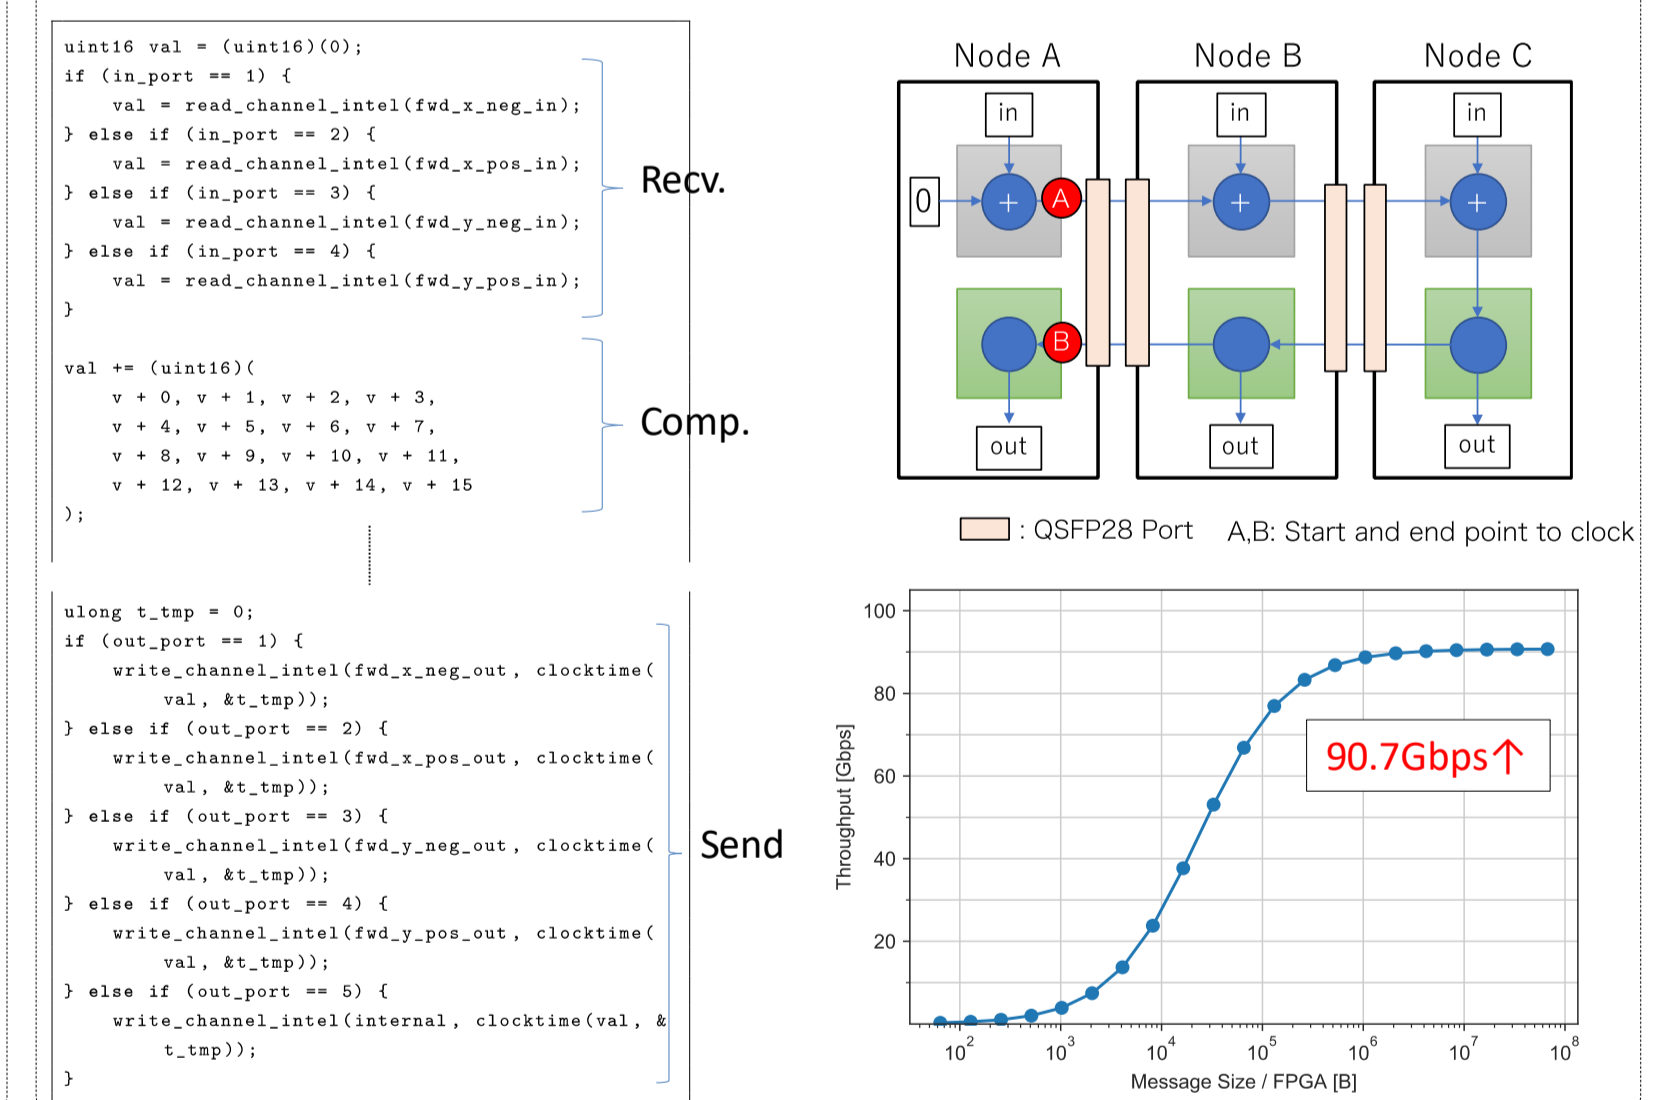 uint16 val = (uint16)(0);
if (in_port == 1) {
    val = read_channel_intel(fwd_x_neg_in);
} else if (in_port == 2) {
    val = read_channel_intel(fwd_x_pos_in);
} else if (in_port == 3) {
    val = read_channel_intel(fwd_y_neg_in);
} else if (in_port == 4) {
    val = read_channel_intel(fwd_y_pos_in);
}
Recv.
val += (uint16)(
    v + 0, v + 1, v + 2, v + 3,
    v + 4, v + 5, v + 6, v + 7,
    v + 8, v + 9, v + 10, v + 11,
    v + 12, v + 13, v + 14, v + 15
);
Comp.
ulong t_tmp = 0;
if (out_port == 1) {
    write_channel_intel(fwd_x_neg_out, clocktime(
        val, &t_tmp));
} else if (out_port == 2) {
    write_channel_intel(fwd_x_pos_out, clocktime(
        val, &t_tmp));
} else if (out_port == 3) {
    write_channel_intel(fwd_y_neg_out, clocktime(
        val, &t_tmp));
} else if (out_port == 4) {
    write_channel_intel(fwd_y_pos_out, clocktime(
        val, &t_tmp));
} else if (out_port == 5) {
    write_channel_intel(internal, clocktime(val, &
        t_tmp));
}
Send
Node A Node B Node C
in in in
0 + A + +
B
out out out
: QSFP28 Port A,B: Start and end point to clock
100
80
60
40
20
Throughput [Gbps]
90.7Gbps↑
10² 10³ 10⁴ 10⁵ 10⁶ 10⁷ 10⁸
Message Size / FPGA [B]